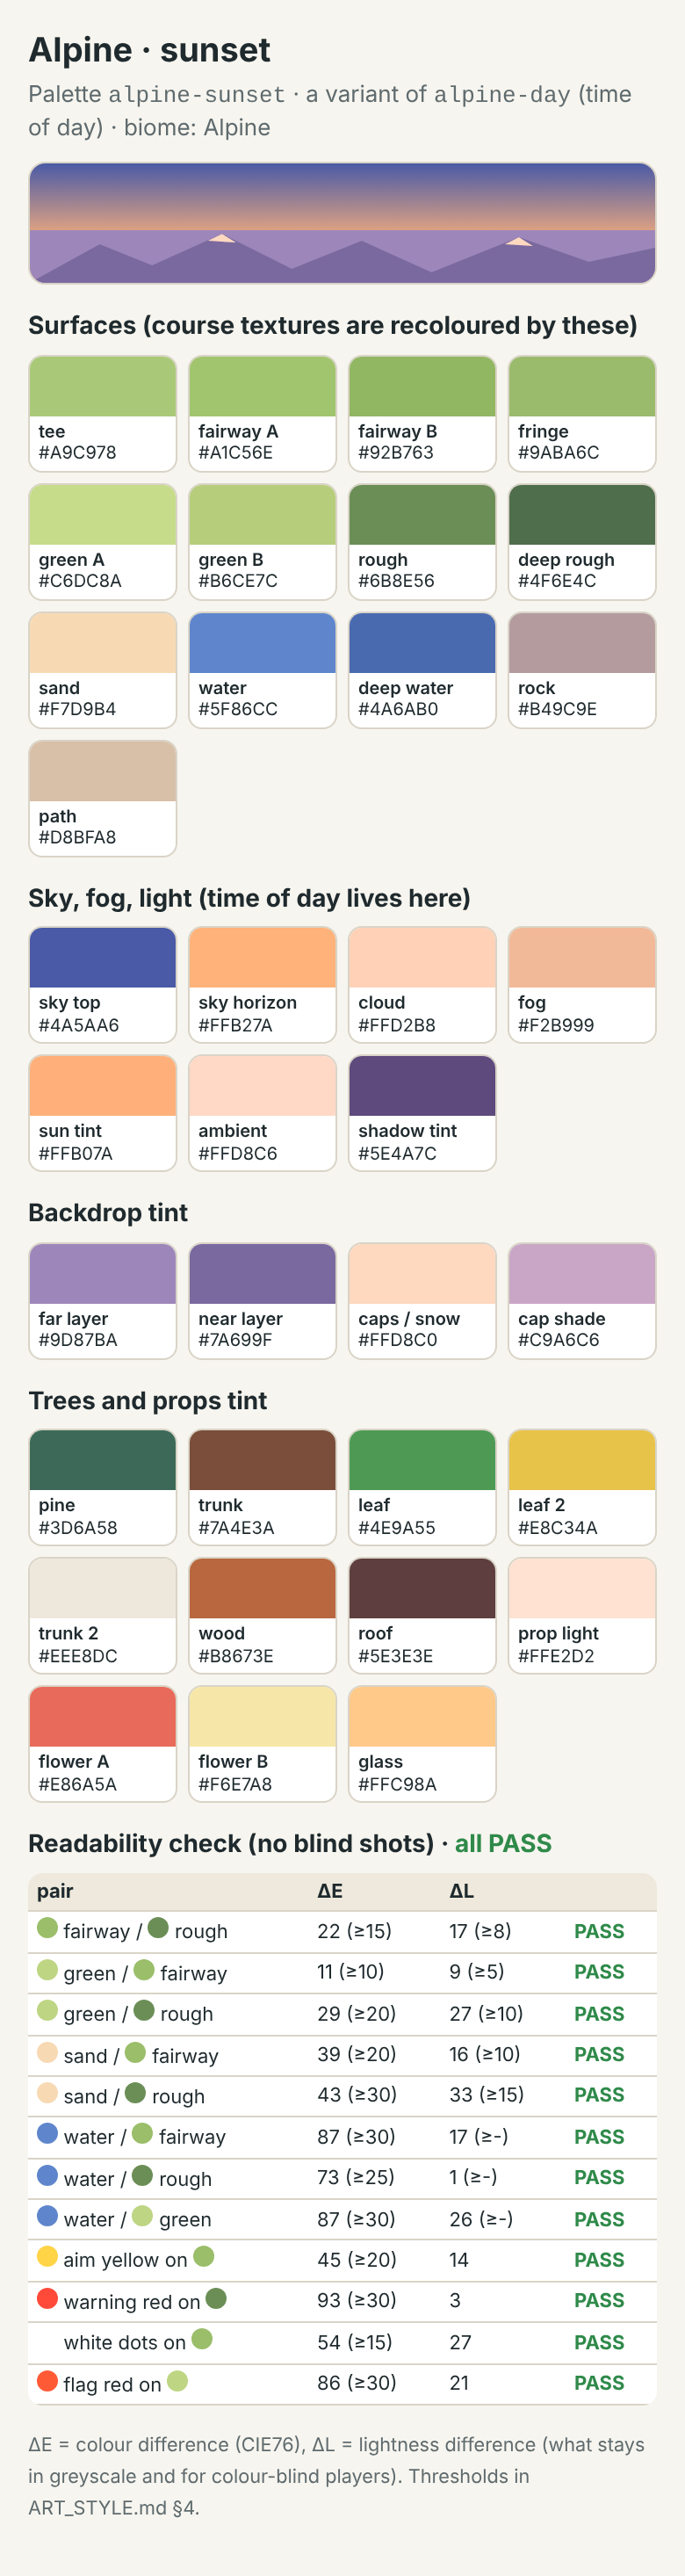 Alpine · sunset
Palette alpine-sunset · a variant of alpine-day (time
of day) · biome: Alpine
Surfaces (course textures are recoloured by these)
tee
#A9C978
fairway A
#A1C56E
fairway B
#92B763
fringe
#9ABA6C
green A
#C6DC8A
green B
#B6CE7C
rough
#6B8E56
deep rough
#4F6E4C
sand
#F7D9B4
water
#5F86CC
deep water
#4A6AB0
rock
#B49C9E
path
#D8BFA8
Sky, fog, light (time of day lives here)
sky top
#4A5AA6
sky horizon
#FFB27A
cloud
#FFD2B8
fog
#F2B999
sun tint
#FFB07A
ambient
#FFD8C6
shadow tint
#5E4A7C
Backdrop tint
far layer
#9D87BA
near layer
#7A699F
caps / snow
#FFD8C0
cap shade
#C9A6C6
Trees and props tint
pine
#3D6A58
trunk
#7A4E3A
leaf
#4E9A55
leaf 2
#E8C34A
trunk 2
#EEE8DC
wood
#B8673E
roof
#5E3E3E
prop light
#FFE2D2
flower A
#E86A5A
flower B
#F6E7A8
glass
#FFC98A
Readability check (no blind shots) · all PASS
pair ΔE ΔL
fairway / rough 22 (≥15) 17 (≥8) PASS
green / fairway 11 (≥10) 9 (≥5) PASS
green / rough 29 (≥20) 27 (≥10) PASS
sand / fairway 39 (≥20) 16 (≥10) PASS
sand / rough 43 (≥30) 33 (≥15) PASS
water / fairway 87 (≥30) 17 (≥-) PASS
water / rough 73 (≥25) 1 (≥-) PASS
water / green 87 (≥30) 26 (≥-) PASS
aim yellow on 45 (≥20) 14 PASS
warning red on 93 (≥30) 3 PASS
white dots on 54 (≥15) 27 PASS
flag red on 86 (≥30) 21 PASS
ΔE = colour difference (CIE76), ΔL = lightness difference (what stays
in greyscale and for colour-blind players). Thresholds in
ART_STYLE.md §4.